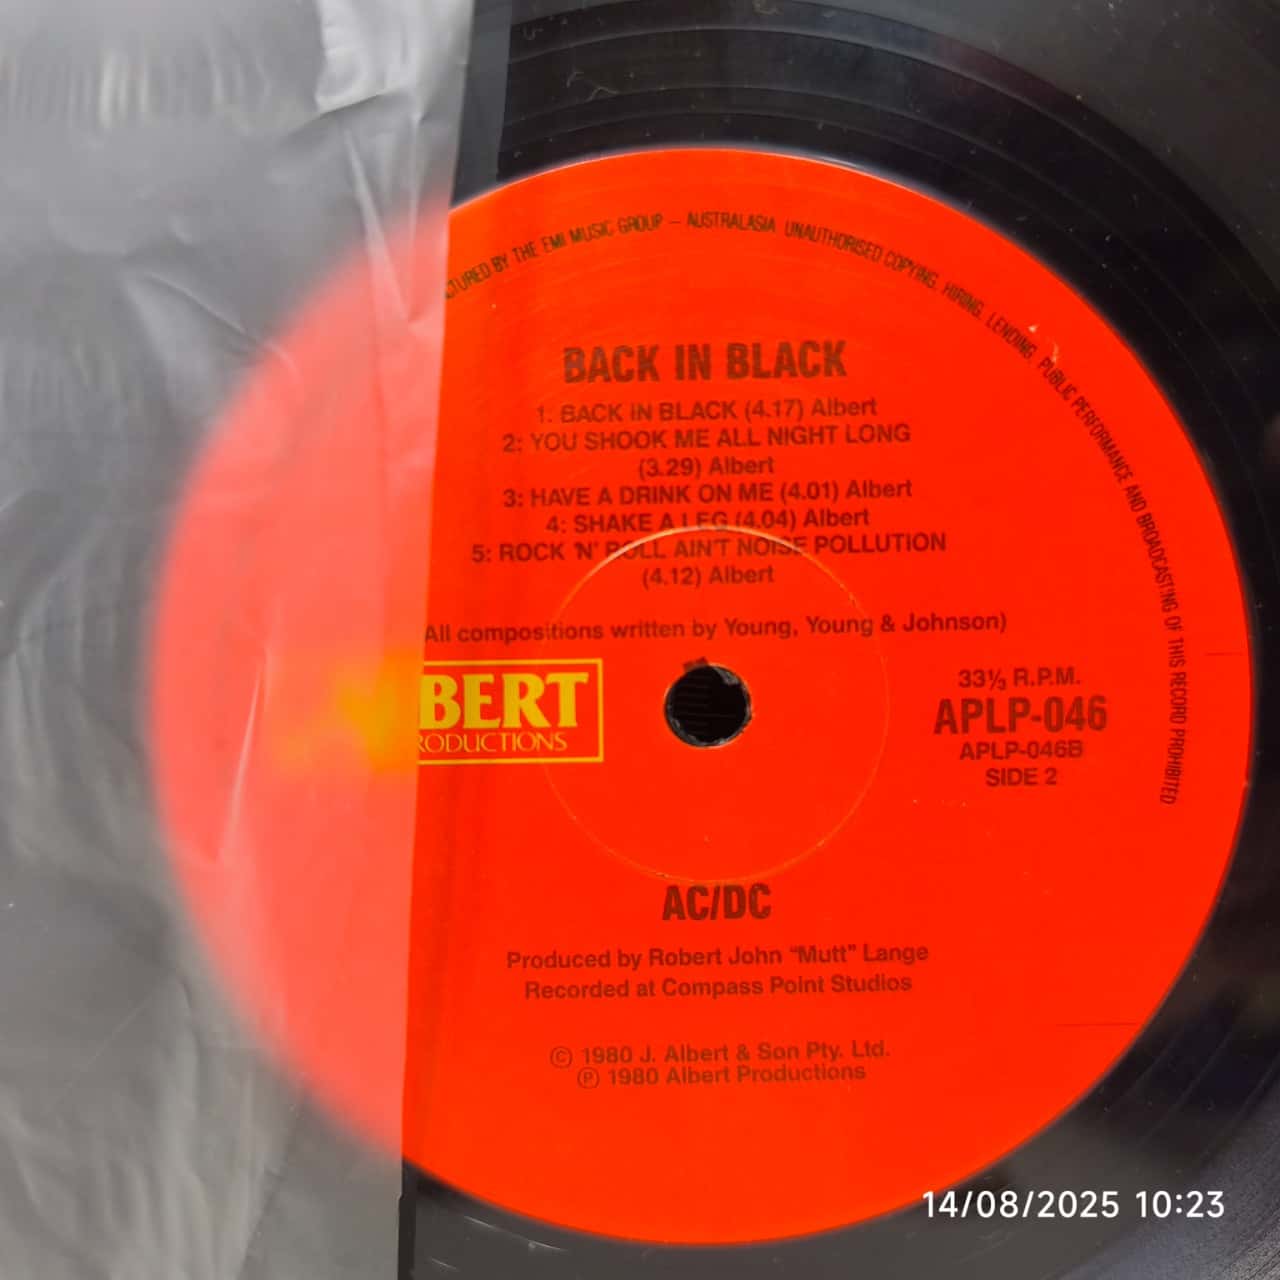 BY THE EMI MUSIC GROUP – AUSTRALASIA UNAUTHORISED COPYING, HIRING, LENDING, PUBLIC PERFORMANCE AND BROADCASTING OF THIS RECORD PROHIBITED
BACK IN BLACK
1: BACK IN BLACK (4.17) Albert
2: YOU SHOOK ME ALL NIGHT LONG
(3.29) Albert
3: HAVE A DRINK ON ME (4.01) Albert
4: SHAKE A LEG (4.04) Albert
5: ROCK 'N' ROLL AIN'T NOISE POLLUTION
(4.12) Albert
All compositions written by Young, Young & Johnson)
BERT
RODUCTIONS
33⅓ R.P.M.
APLP-046
APLP-046B
SIDE 2
AC/DC
Produced by Robert John “Mutt” Lange
Recorded at Compass Point Studios
© 1980 J. Albert & Son Pty. Ltd.
℗ 1980 Albert Productions
14/08/2025 10:23